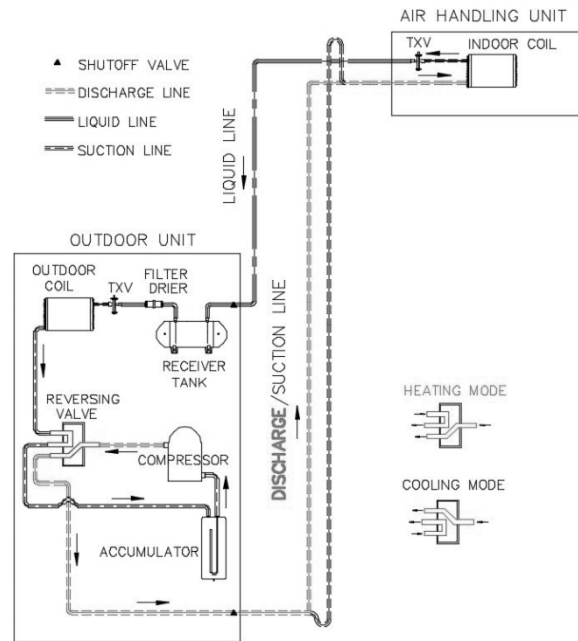 AIR HANDLING UNIT
TXV
INDOOR COIL
SHUTOFF VALVE
DISCHARGE LINE
LIQUID LINE
SUCTION LINE
LIQUID LINE
OUTDOOR UNIT
OUTDOOR
COIL
TXV
FILTER
DRIER
RECEIVER
TANK
REVERSING
VALVE
COMPRESSOR
ACCUMULATOR
DISCHARGE/SUCTION LINE
HEATING MODE
COOLING MODE